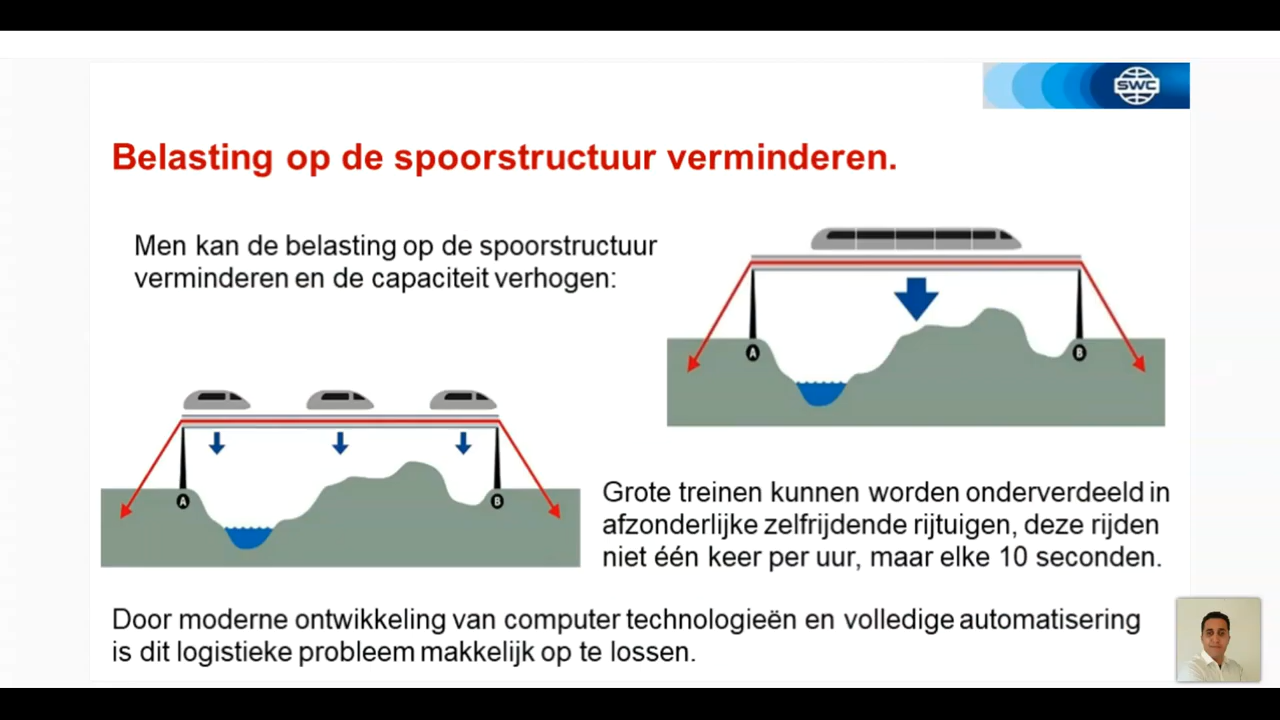 SWC
Belasting op de spoorstructuur verminderen.
Men kan de belasting op de spoorstructuur
verminderen en de capaciteit verhogen:
A
B
A
B
Grote treinen kunnen worden onderverdeeld in
afzonderlijke zelfrijdende rijtuigen, deze rijden
niet één keer per uur, maar elke 10 seconden.
Door moderne ontwikkeling van computer technologieën en volledige automatisering
is dit logistieke probleem makkelijk op te lossen.